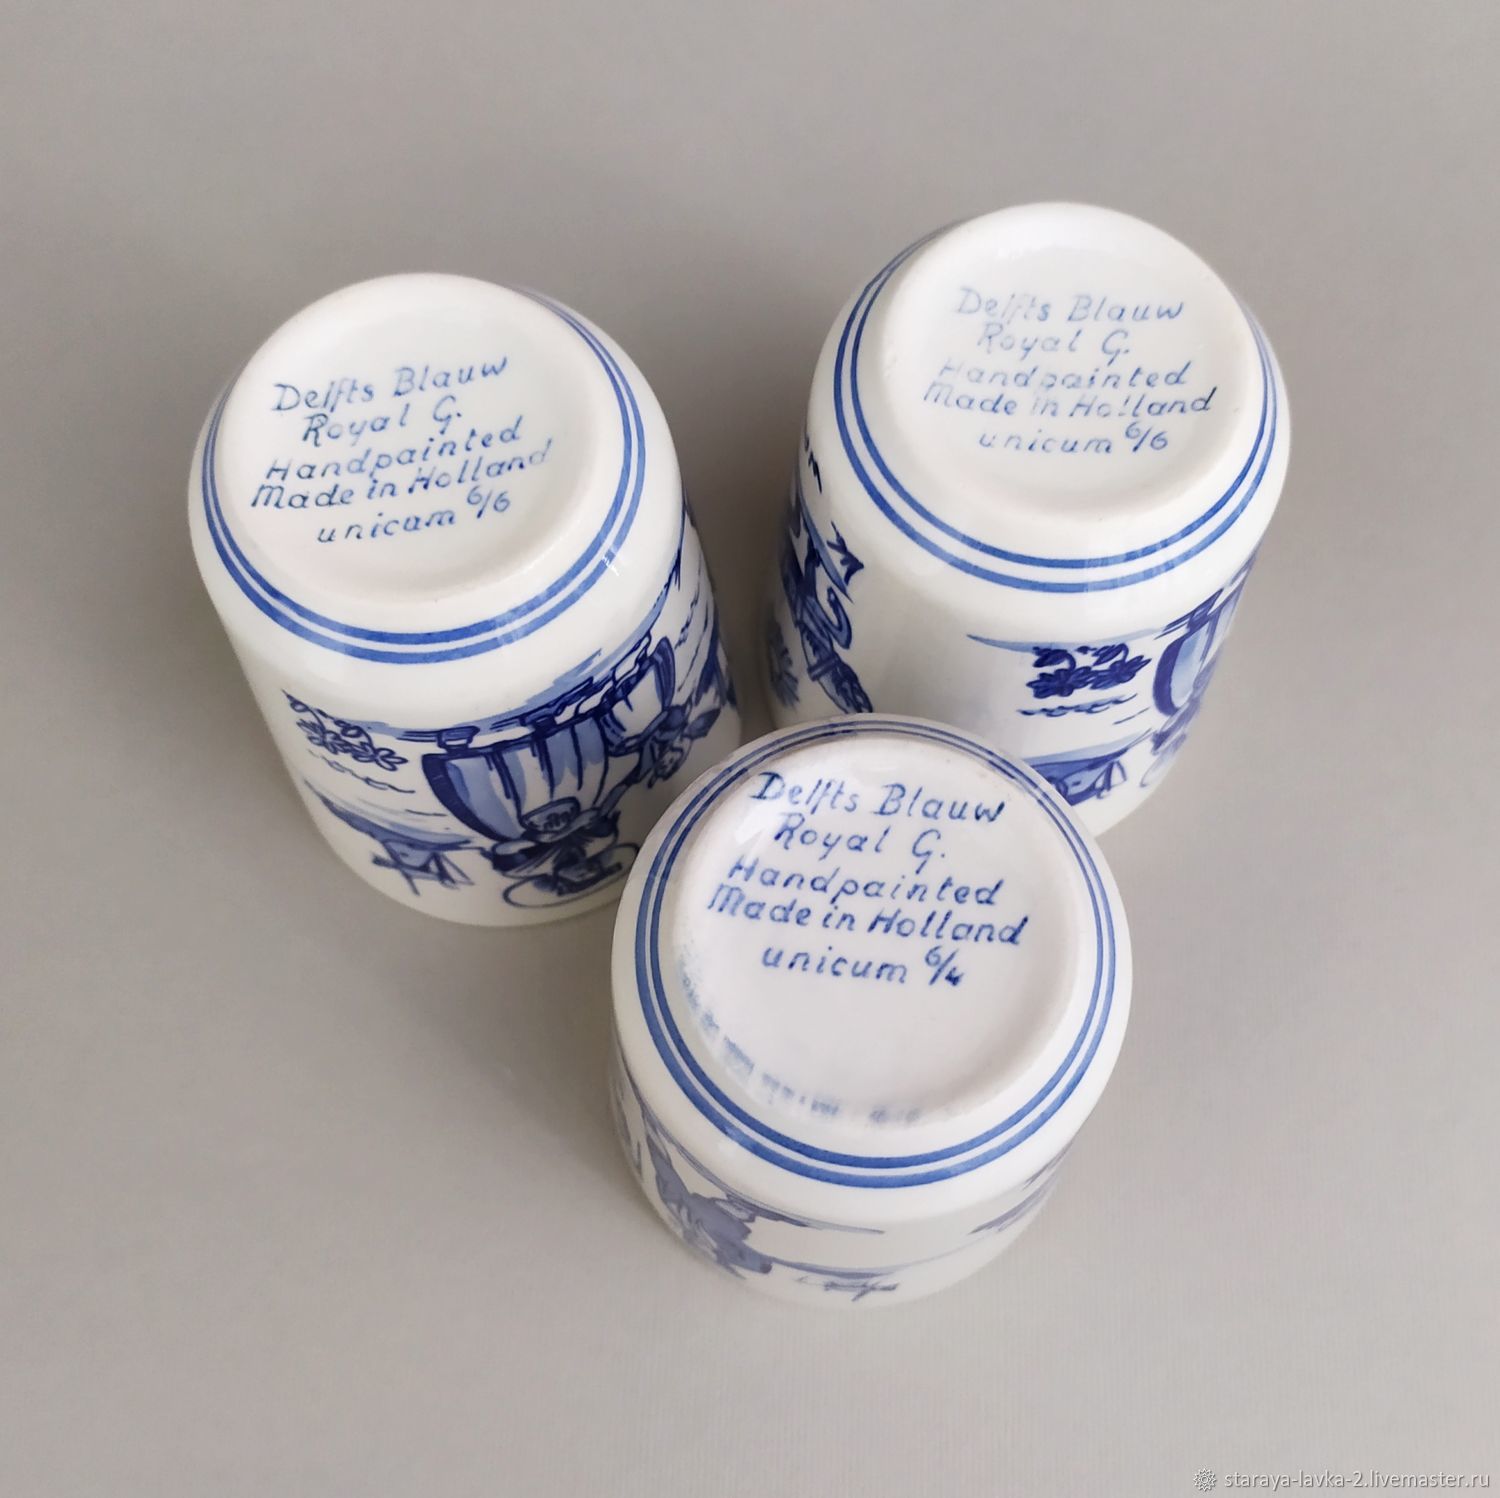 Delfts Blauw
Royal G.
Handpainted
Made in Holland
unicum 6/6
Delfts Blauw
Royal G.
Handpainted
Made in Holland
unicum 6/6
Delfts Blauw
Royal G.
Handpainted
Made in Holland
unicum 6/4
staraya-lavka-2.livemaster.ru